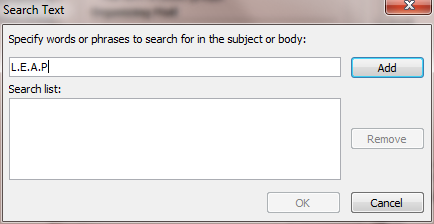 Search Text
Specify words or phrases to search for in the subject or body:
L.E.A.P
Add
Search list:
Remove
OK
Cancel